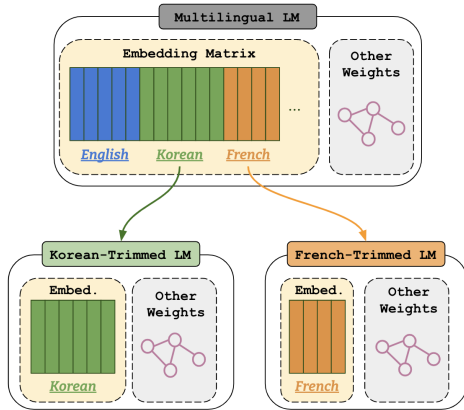 Multilingual LM
Embedding Matrix
Other
Weights
...
English
Korean
French
Korean-Trimmed LM
Embed.
Other
Weights
Korean
French-Trimmed LM
Embed.
Other
Weights
French